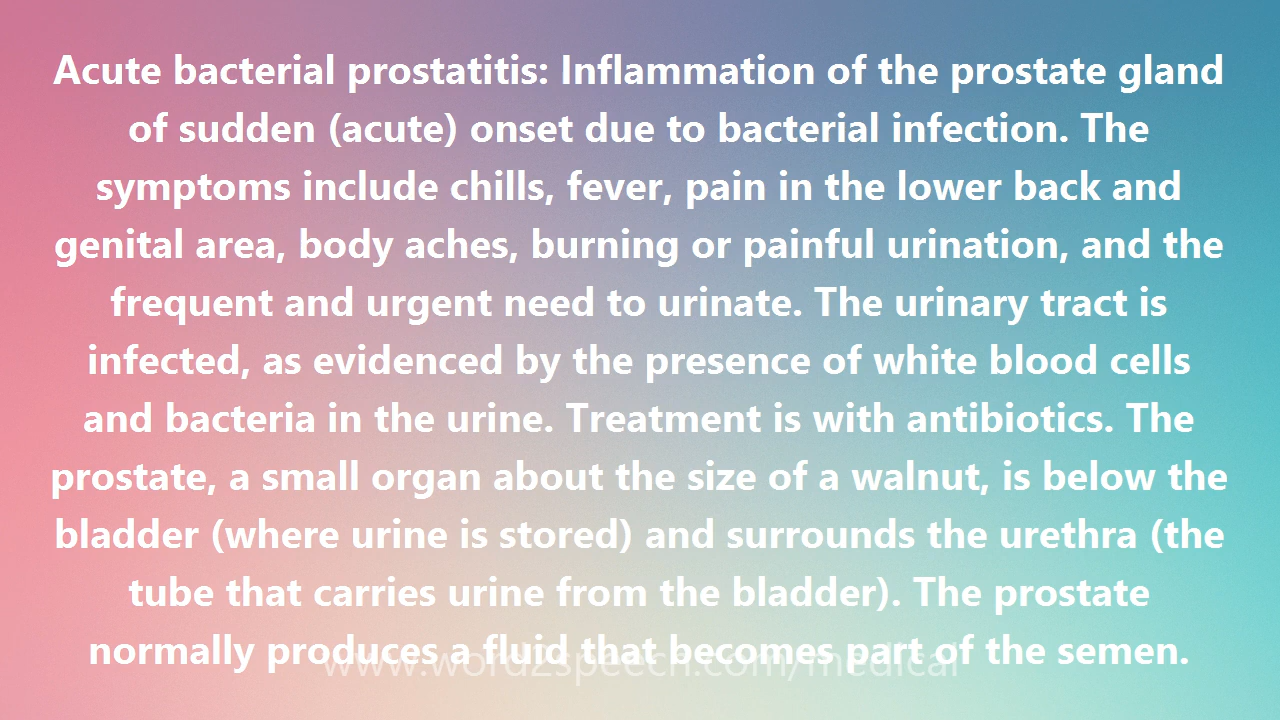 Acute bacterial prostatitis: Inflammation of the prostate gland
of sudden (acute) onset due to bacterial infection. The
symptoms include chills, fever, pain in the lower back and
genital area, body aches, burning or painful urination, and the
frequent and urgent need to urinate. The urinary tract is
infected, as evidenced by the presence of white blood cells
and bacteria in the urine. Treatment is with antibiotics. The
prostate, a small organ about the size of a walnut, is below the
bladder (where urine is stored) and surrounds the urethra (the
tube that carries urine from the bladder). The prostate
normally produces a fluid that becomes part of the semen.
www.word2speech.com/medical